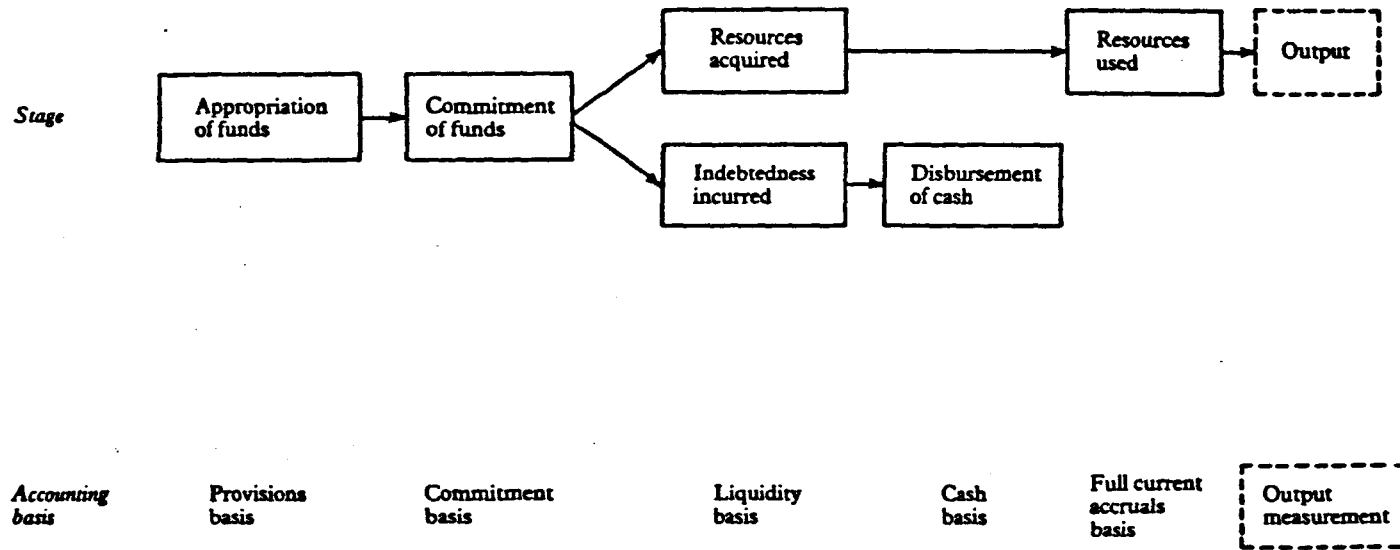 Stage
Appropriation
of funds
Commitment
of funds
Resources
acquired
Indebtedness
incurred
Disbursement
of cash
Resources
used
Output
Accounting
basis
Provisions
basis
Commitment
basis
Liquidity
basis
Cash
basis
Full current
accruals
basis
Output
measurement